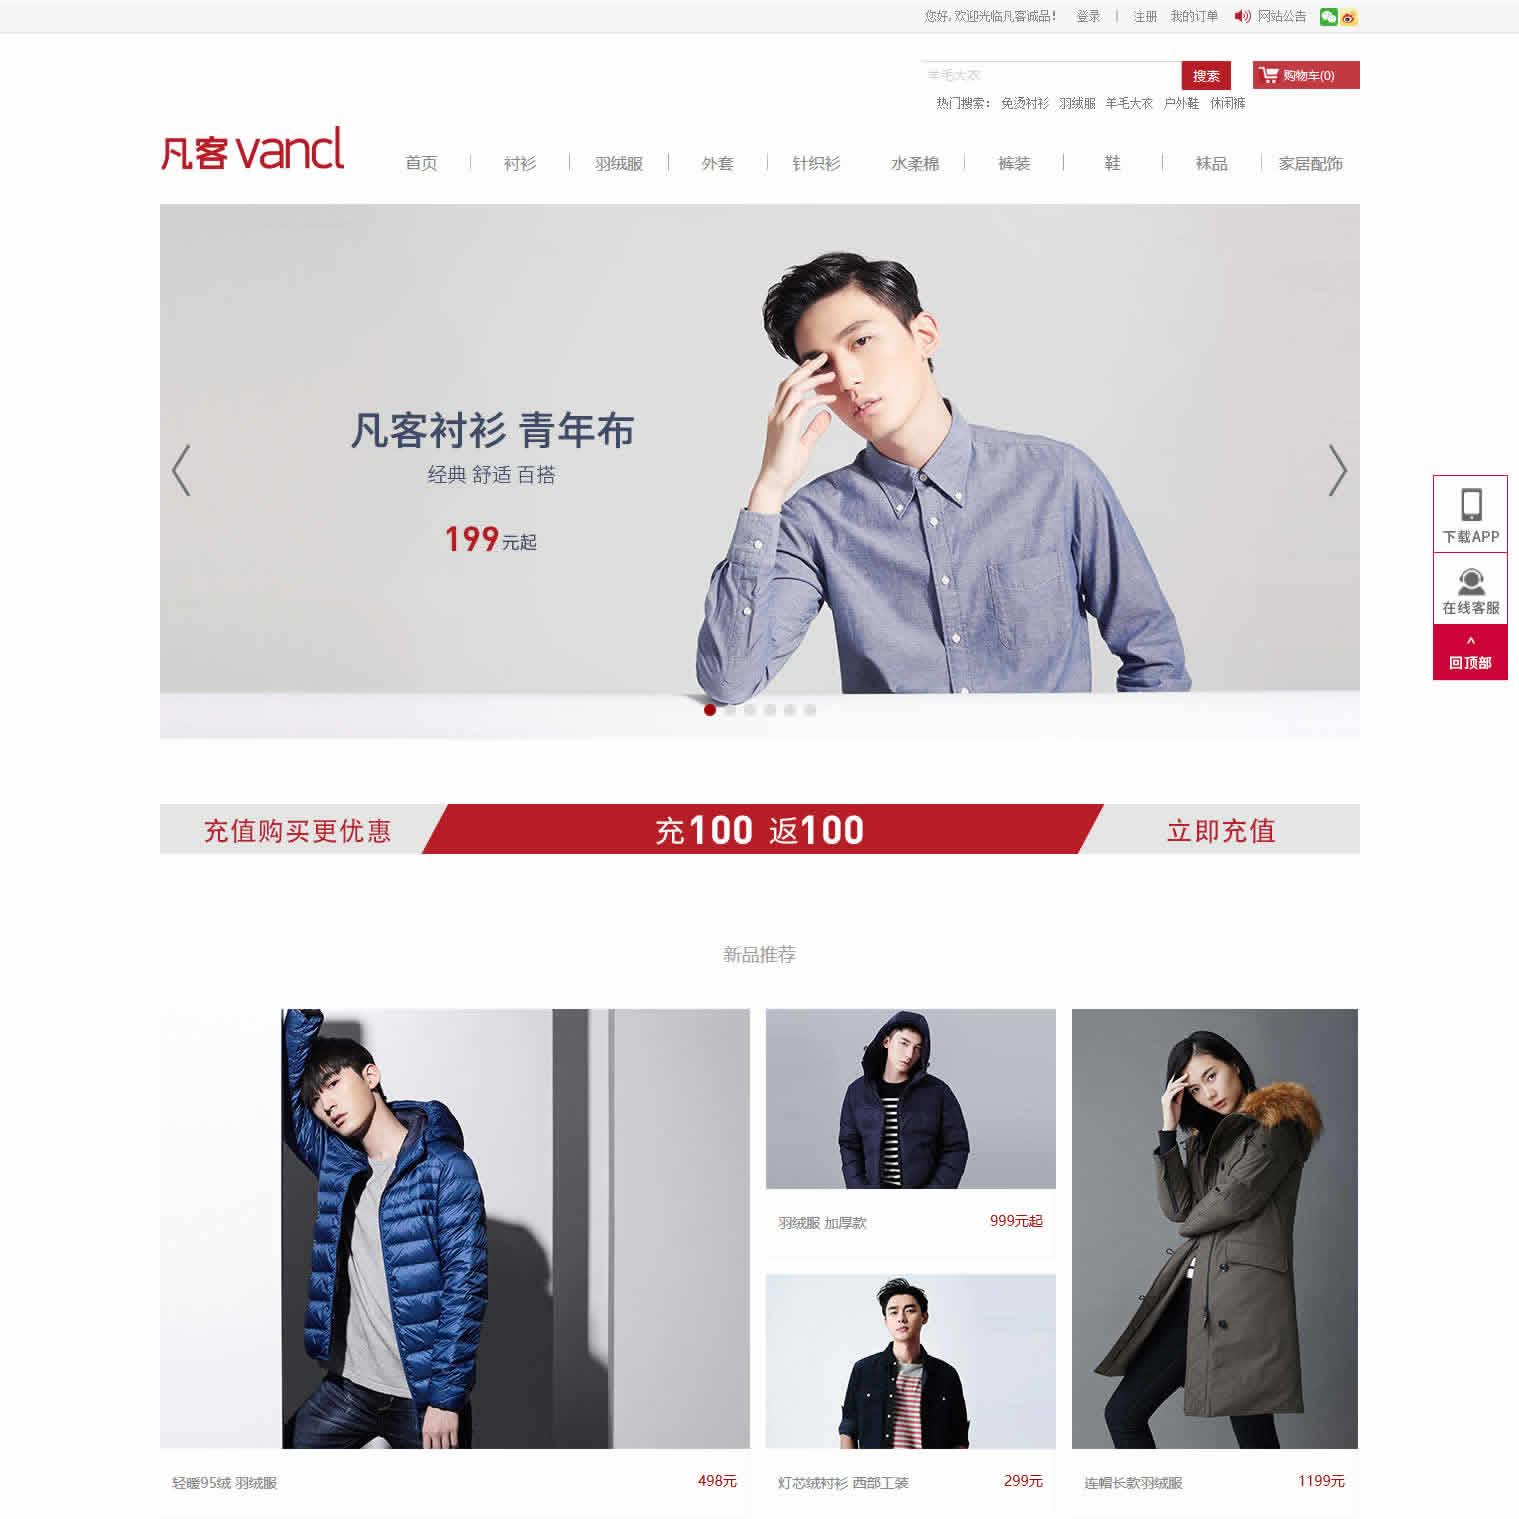 您好, 欢迎光临凡客诚品! 登录 | 注册 我的订单 网站公告
羊毛大衣 搜索 购物车(0)
热门搜索: 免烫衬衫 羽绒服 羊毛大衣 户外鞋 休闲裤
凡客 vancl
首页 衬衫 羽绒服 外套 针织衫 水柔棉 裤装 鞋 袜品 家居配饰
凡客衬衫 青年布
经典 舒适 百搭
199元起
下载APP
在线客服
^
回顶部
充值购买更优惠 充100 返100 立即充值
新品推荐
羽绒服 加厚款 999元起
轻暖95绒 羽绒服 498元
灯芯绒衬衫 西部工装 299元
连帽长款羽绒服 1199元